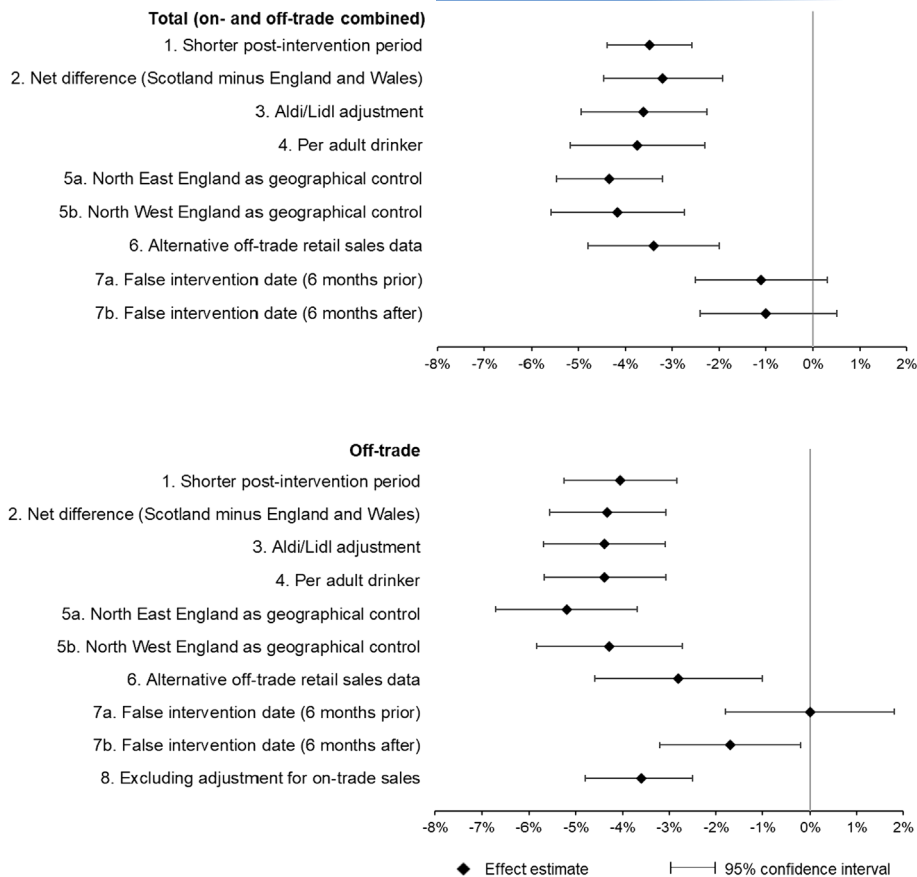 Total (on- and off-trade combined)
1. Shorter post-intervention period
2. Net difference (Scotland minus England and Wales)
3. Aldi/Lidl adjustment
4. Per adult drinker
5a. North East England as geographical control
5b. North West England as geographical control
6. Alternative off-trade retail sales data
7a. False intervention date (6 months prior)
7b. False intervention date (6 months after)
-8% -7% -6% -5% -4% -3% -2% -1% 0% 1% 2%
Off-trade
1. Shorter post-intervention period
2. Net difference (Scotland minus England and Wales)
3. Aldi/Lidl adjustment
4. Per adult drinker
5a. North East England as geographical control
5b. North West England as geographical control
6. Alternative off-trade retail sales data
7a. False intervention date (6 months prior)
7b. False intervention date (6 months after)
8. Excluding adjustment for on-trade sales
-8% -7% -6% -5% -4% -3% -2% -1% 0% 1% 2%
Effect estimate 95% confidence interval